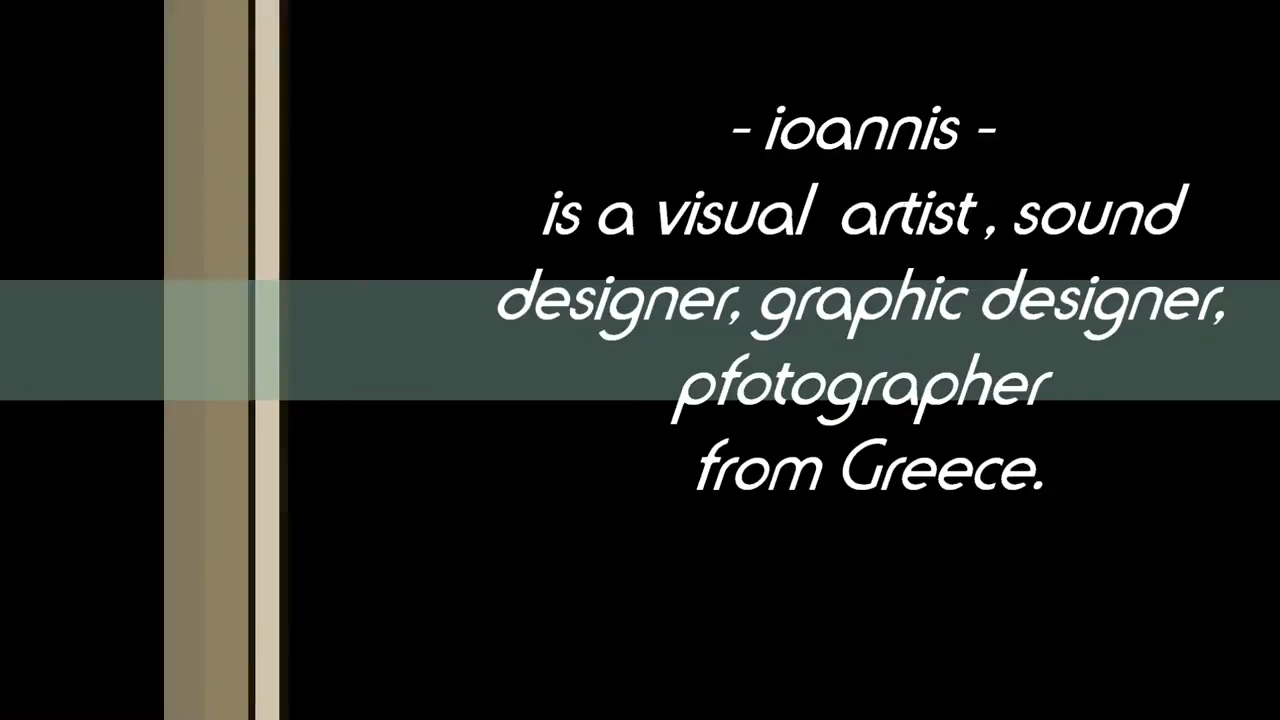 - ioannis -
is a visual artist , sound
designer, graphic designer,
pfotographer
from Greece.